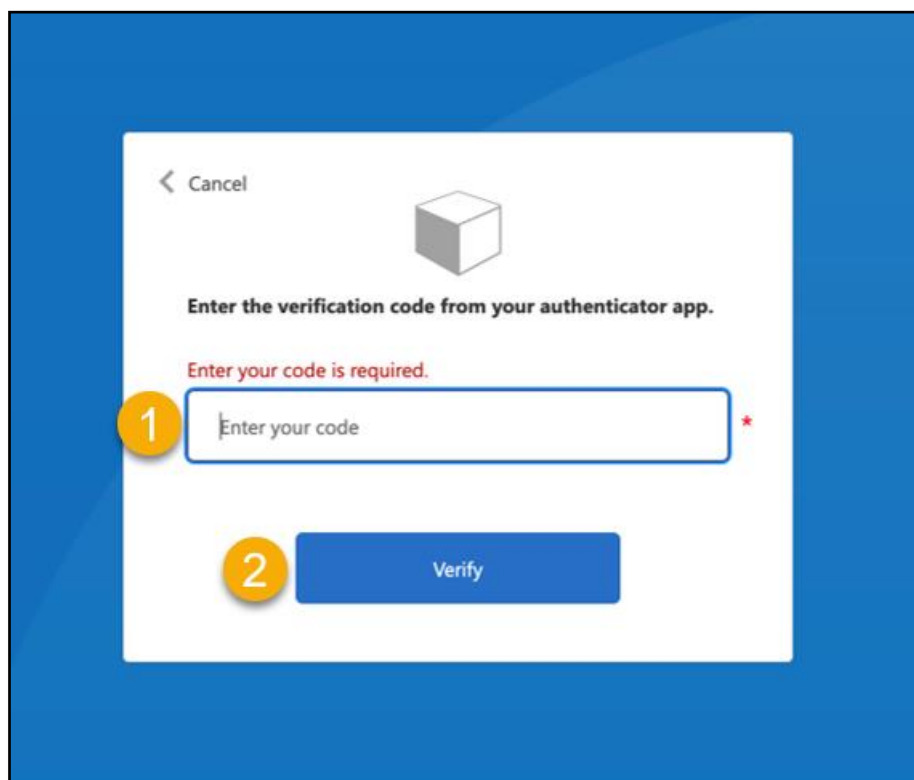 Cancel
Enter the verification code from your authenticator app.
Enter your code is required.
1
Enter your code
*
2
Verify